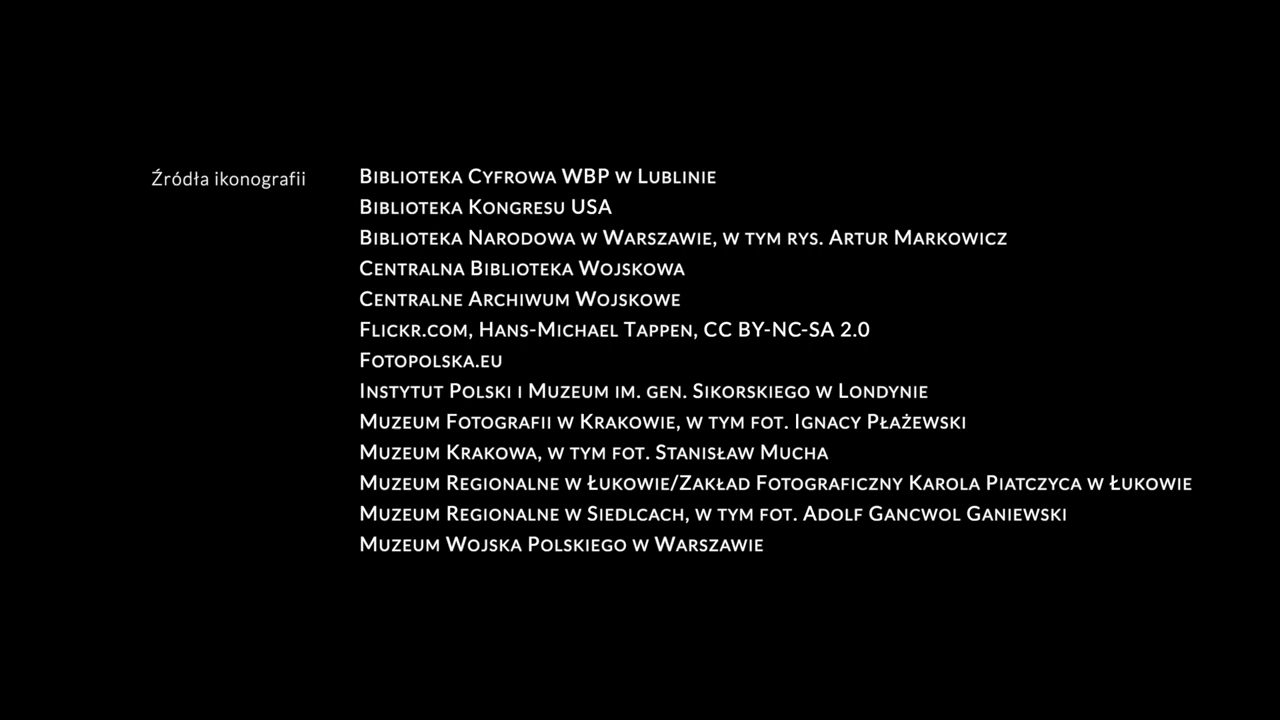 Źródła ikonografii
Biblioteka Cyfrowa WBP w Lublinie
Biblioteka Kongresu USA
Biblioteka Narodowa w Warszawie, w tym rys. Artur Markowicz
Centralna Biblioteka Wojskowa
Centralne Archiwum Wojskowe
Flickr.com, Hans-Michael Tappen, CC BY-NC-SA 2.0
Fotopolska.eu
Instytut Polski i Muzeum im. gen. Sikorskiego w Londynie
Muzeum Fotografii w Krakowie, w tym fot. Ignacy Płażewski
Muzeum Krakowa, w tym fot. Stanisław Mucha
Muzeum Regionalne w Łukowie/Zakład Fotograficzny Karola Piatczyca w Łukowie
Muzeum Regionalne w Siedlcach, w tym fot. Adolf Gancwol Ganiewski
Muzeum Wojska Polskiego w Warszawie